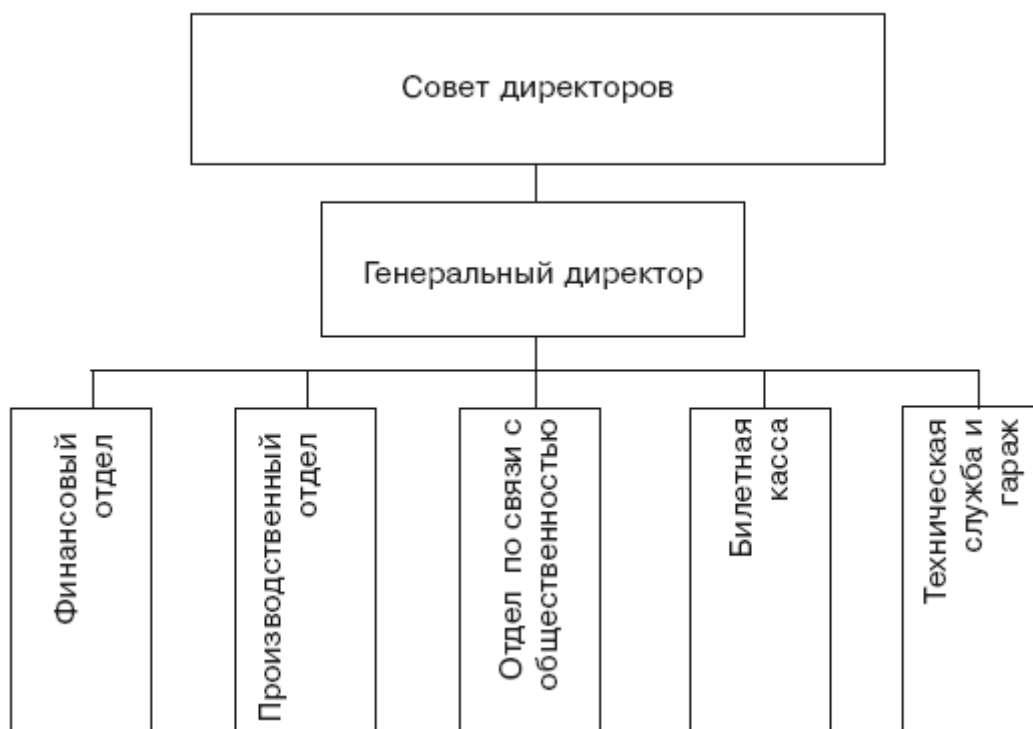 Совет директоров
Генеральный директор
Финансовый
отдел
Производственный
отдел
Отдел по связи с
общественностью
Билетная
касса
Техническая
служба и
гараж